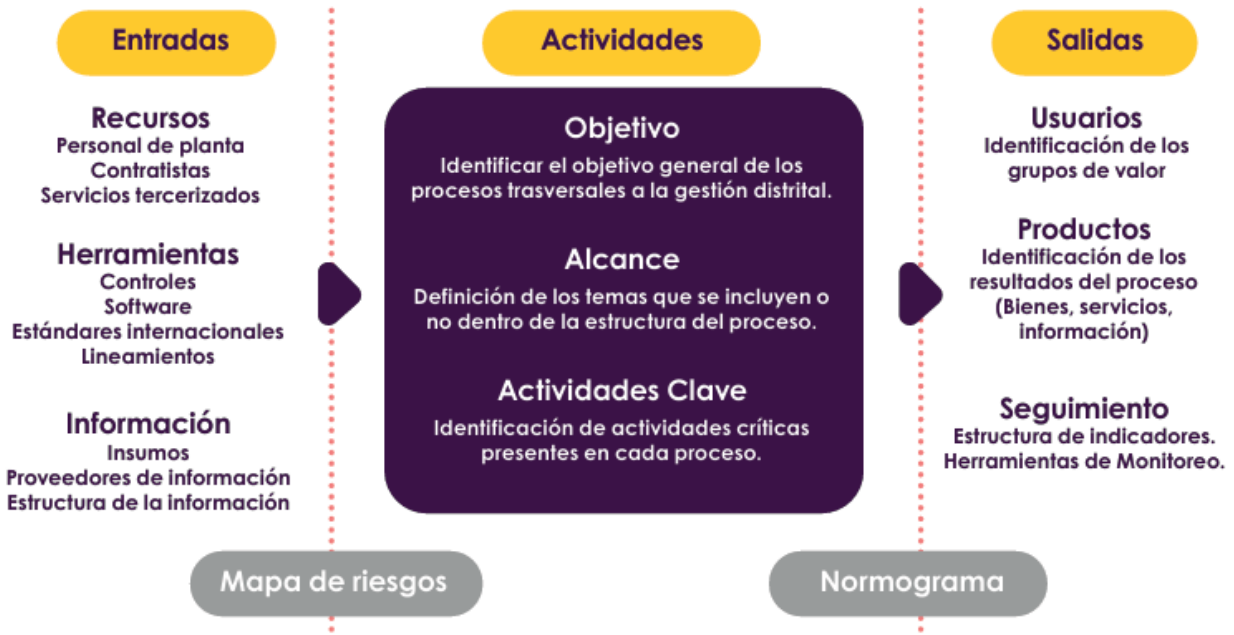 Entradas
Recursos
Personal de planta
Contratistas
Servicios tercerizados
Herramientas
Controles
Software
Estándares internacionales
Lineamientos
Información
Insumos
Proveedores de información
Estructura de la información
Actividades
Objetivo
Identificar el objetivo general de los
procesos trasversales a la gestión distrital.
Alcance
Definición de los temas que se incluyen o
no dentro de la estructura del proceso.
Actividades Clave
Identificación de actividades críticas
presentes en cada proceso.
Salidas
Usuarios
Identificación de los
grupos de valor
Productos
Identificación de los
resultados del proceso
(Bienes, servicios,
información)
Seguimiento
Estructura de indicadores.
Herramientas de Monitoreo.
Mapa de riesgos
Normograma